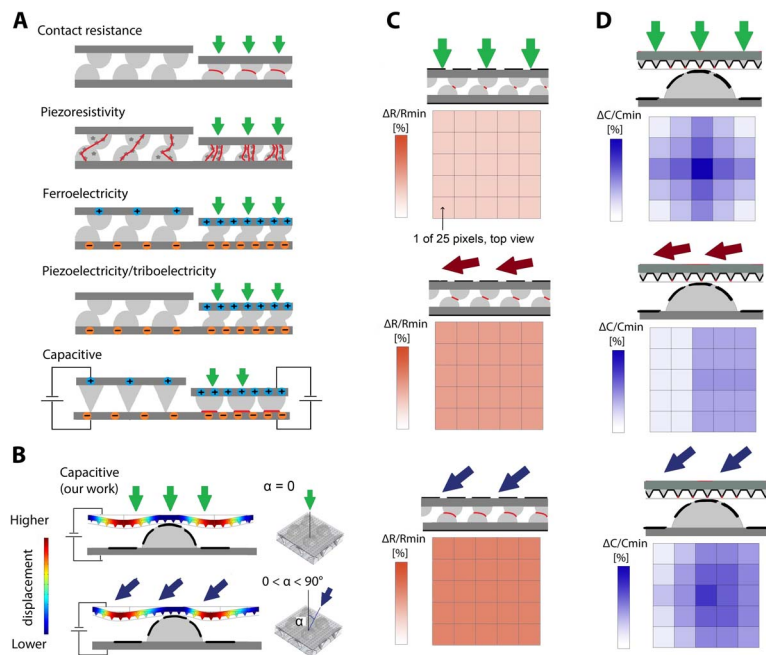 A
Contact resistance
Piezoresistivity
Ferroelectricity
Piezoelectricity/triboelectricity
Capacitive
B
Capacitive
(our work)
α = 0
Higher
displacement
Lower
0 < α < 90°
α
C
ΔR/Rmin
[%]
1 of 25 pixels, top view
ΔR/Rmin
[%]
ΔR/Rmin
[%]
D
ΔC/Cmin
[%]
ΔC/Cmin
[%]
ΔC/Cmin
[%]